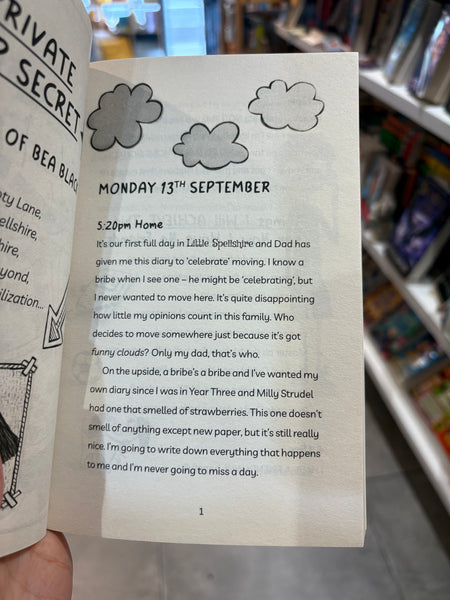 PRIVATE
SECRET
OF BEA BLAC
ty Lane,
ellshire,
hire,
yond,
ilization...
MONDAY 13TH SEPTEMBER
5:20pm Home
It's our first full day in Little Spellshire and Dad has
given me this diary to 'celebrate' moving. I know a
bribe when I see one – he might be 'celebrating', but
I never wanted to move here. It's quite disappointing
how little my opinions count in this family. Who
decides to move somewhere just because it's got
funny clouds? Only my dad, that's who.
On the upside, a bribe's a bribe and I've wanted my
own diary since I was in Year Three and Milly Strudel
had one that smelled of strawberries. This one doesn't
smell of anything except new paper, but it's still really
nice. I'm going to write down everything that happens
to me and I'm never going to miss a day.
1